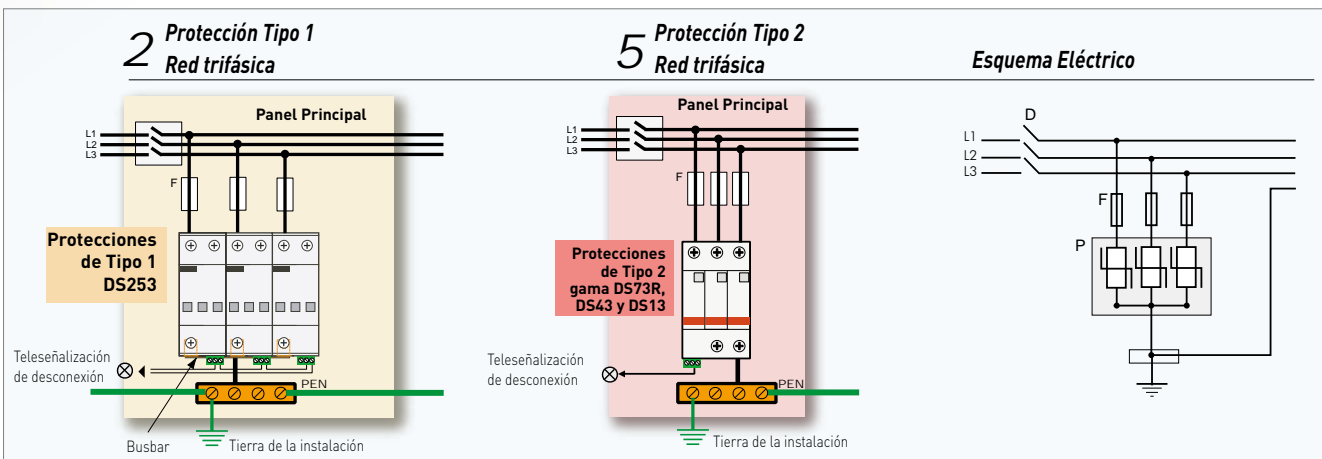 2 Protección Tipo 1
Red trifásica
Panel Principal
L1
L2
L3
F
Protecciones
de Tipo 1
DS253
Teleseñalización
de desconexión
PEN
Busbar
Tierra de la instalación
5 Protección Tipo 2
Red trifásica
Panel Principal
L1
L2
L3
F
Protecciones
de Tipo 2
gama DS73R,
DS43 y DS13
Teleseñalización
de desconexión
PEN
Tierra de la instalación
Esquema Eléctrico
D
L1
L2
L3
F
P